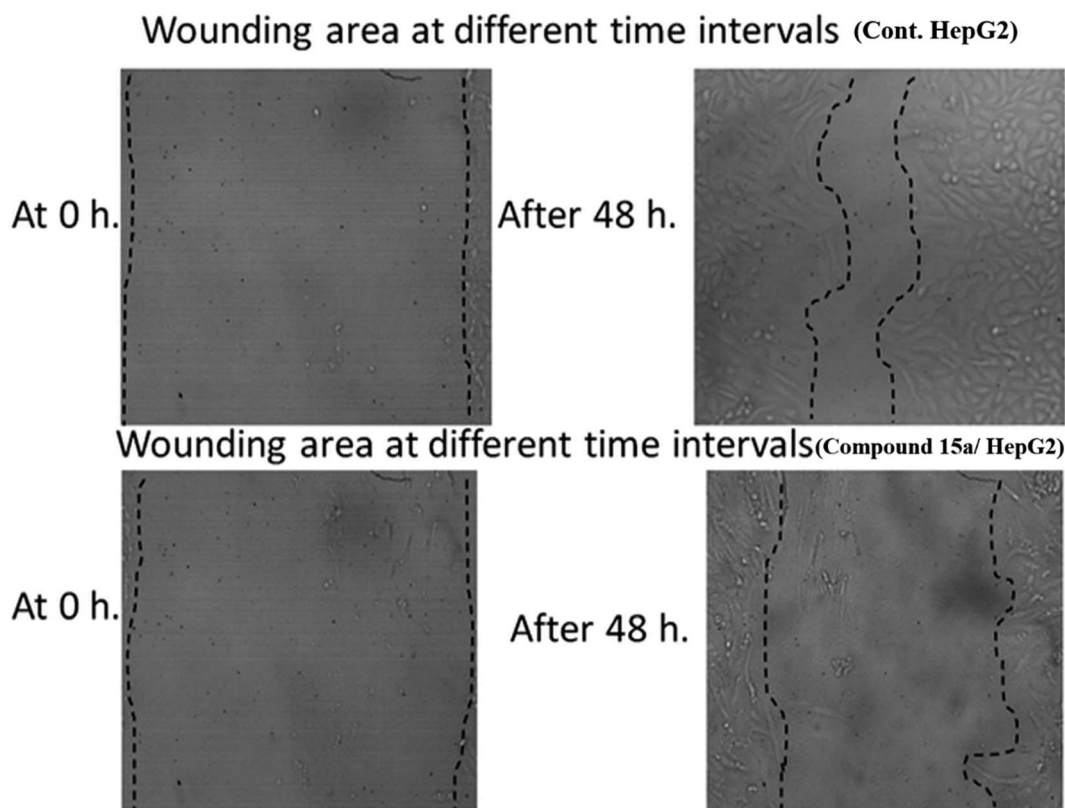 Wounding area at different time intervals (Cont. HepG2)
At 0 h.
After 48 h.
Wounding area at different time intervals(Compound 15a/ HepG2)
At 0 h.
After 48 h.